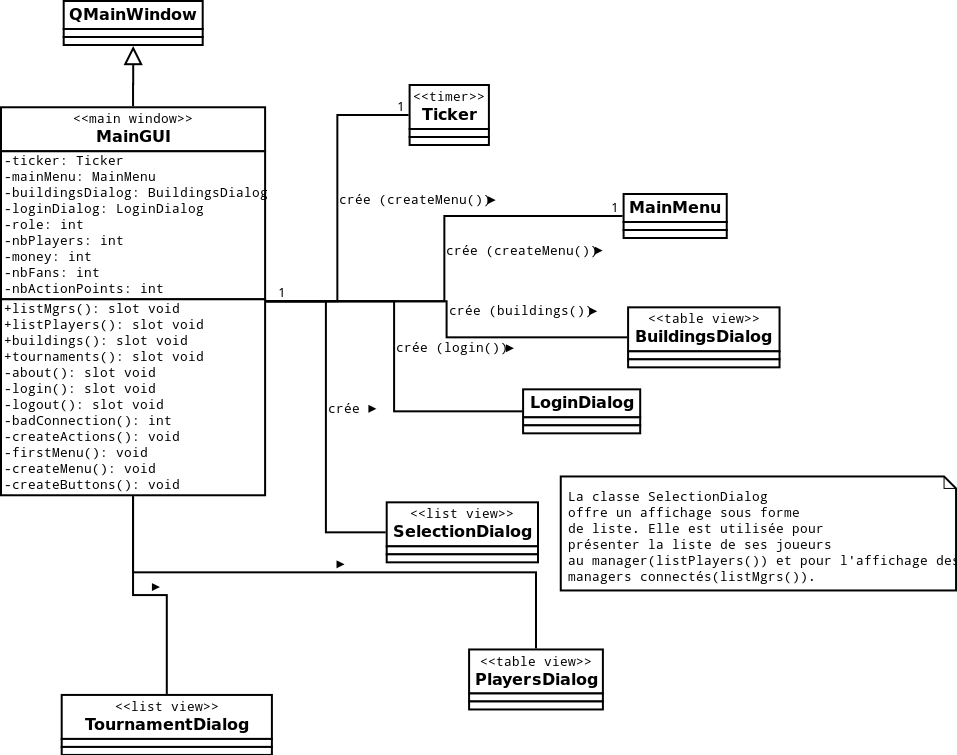 QMainWindow
<<main window>>
MainGUI
-ticker: Ticker
-mainMenu: MainMenu
-buildingsDialog: BuildingsDialog
-loginDialog: LoginDialog
-role: int
-nbPlayers: int
-money: int
-nbFans: int
-nbActionPoints: int
+listMgrs(): slot void
+listPlayers(): slot void
+buildings(): slot void
+tournaments(): slot void
-about(): slot void
-login(): slot void
-logout(): slot void
-badConnection(): int
-createActions(): void
-firstMenu(): void
-createMenu(): void
-createButtons(): void
1
1
<<timer>>
Ticker
crée (createMenu())
1
MainMenu
crée (createMenu())
crée (buildings())
<<table view>>
BuildingsDialog
crée (login())
LoginDialog
crée
<<list view>>
SelectionDialog
La classe SelectionDialog
offre un affichage sous forme
de liste. Elle est utilisée pour
présenter la liste de ses joueurs
au manager(listPlayers()) et pour l'affichage des
managers connectés(listMgrs()).
<<table view>>
PlayersDialog
<<list view>>
TournamentDialog